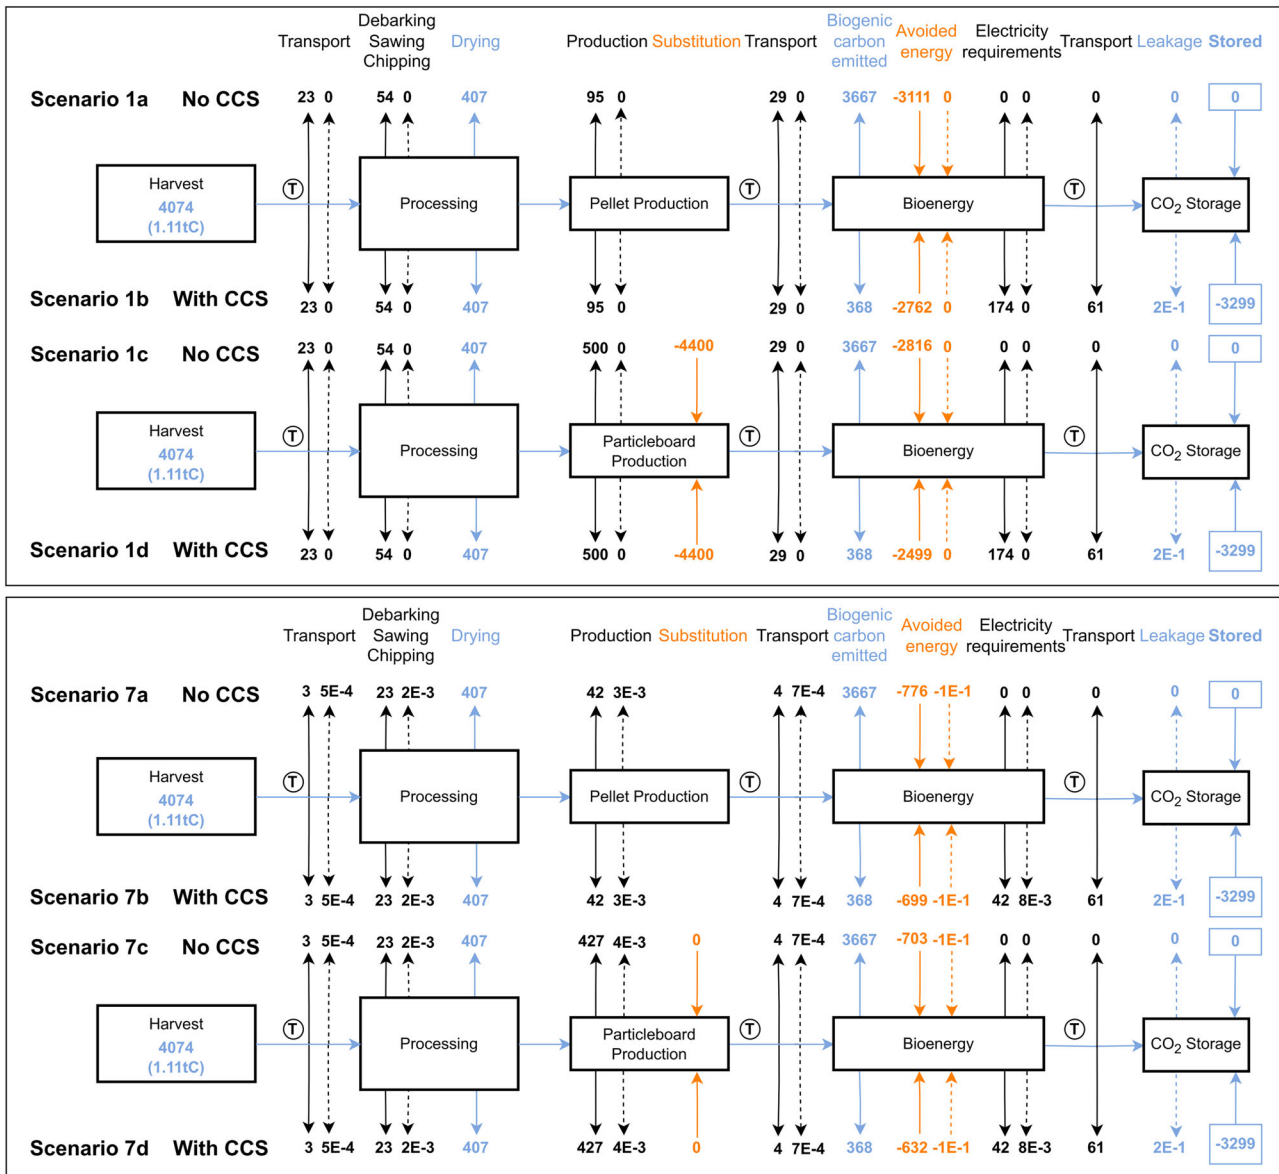 Transport
Debarking
Sawing
Chipping
Drying
Production
Substitution
Transport
Biogenic
carbon
emitted
Avoided
energy
Electricity
requirements
Transport
Leakage
Stored
Scenario 1a No CCS 23 0 54 0 407 95 0 29 0 3667 -3111 0 0 0 0 0 0
Harvest
4074
(1.11tC)
T
Processing
Pellet Production
T
Bioenergy
T
CO₂ Storage
Scenario 1b With CCS 23 0 54 0 407 95 0 29 0 368 -2762 0 174 0 61 2E-1 -3299
Scenario 1c No CCS 23 0 54 0 407 500 0 -4400 29 0 3667 -2816 0 0 0 0 0 0
Harvest
4074
(1.11tC)
T
Processing
Particleboard
Production
T
Bioenergy
T
CO₂ Storage
Scenario 1d With CCS 23 0 54 0 407 500 0 -4400 29 0 368 -2499 0 174 0 61 2E-1 -3299
Transport
Debarking
Sawing
Chipping
Drying
Production
Substitution
Transport
Biogenic
carbon
emitted
Avoided
energy
Electricity
requirements
Transport
Leakage
Stored
Scenario 7a No CCS 3 5E-4 23 2E-3 407 42 3E-3 4 7E-4 3667 -776 -1E-1 0 0 0 0 0
Harvest
4074
(1.11tC)
T
Processing
Pellet Production
T
Bioenergy
T
CO₂ Storage
Scenario 7b With CCS 3 5E-4 23 2E-3 407 42 3E-3 4 7E-4 368 -699 -1E-1 42 8E-3 61 2E-1 -3299
Scenario 7c No CCS 3 5E-4 23 2E-3 407 427 4E-3 0 4 7E-4 3667 -703 -1E-1 0 0 0 0 0
Harvest
4074
(1.11tC)
T
Processing
Particleboard
Production
T
Bioenergy
T
CO₂ Storage
Scenario 7d With CCS 3 5E-4 23 2E-3 407 427 4E-3 0 4 7E-4 368 -632 -1E-1 42 8E-3 61 2E-1 -3299